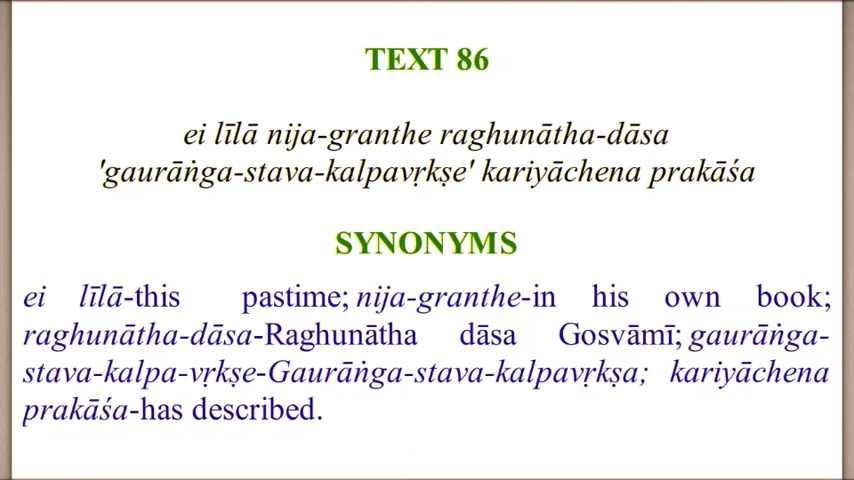 TEXT 86
ei līlā nija-granthe raghunātha-dāsa
'gaurāṅga-stava-kalpavṛkṣe' kariyāchena prakāśa
SYNONYMS
ei līlā-this pastime; nija-granthe-in his own book;
raghunātha-dāsa-Raghunātha dāsa Gosvāmī; gaurāṅga-
stava-kalpa-vṛkṣe-Gaurāṅga-stava-kalpavṛkṣa; kariyāchena
prakāśa-has described.